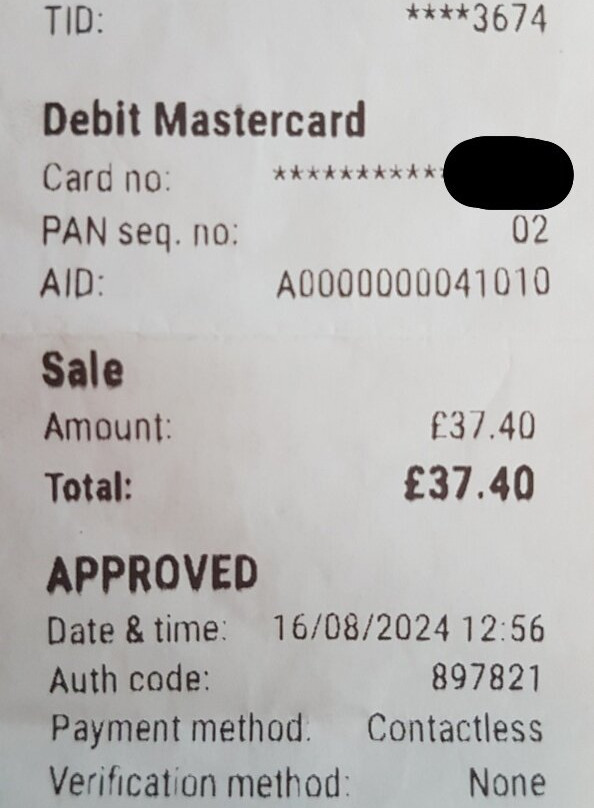 TID: ****3674
Debit Mastercard
Card no: **********
PAN seq. no: 02
AID: A0000000041010
Sale
Amount: £37.40
Total: £37.40
APPROVED
Date & time: 16/08/2024 12:56
Auth code: 897821
Payment method: Contactless
Verification method: None